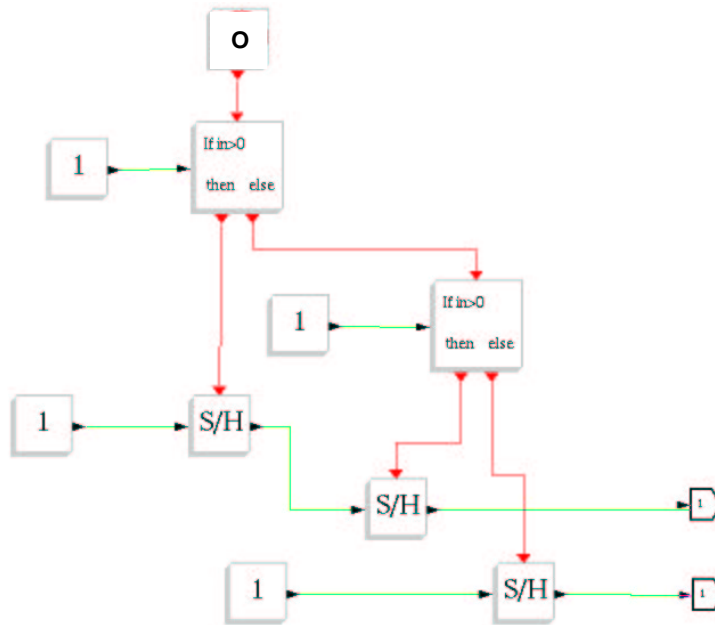 O
If in>0
1
then else
If in>0
1
then else
1
S/H
S/H
1
1
S/H
1